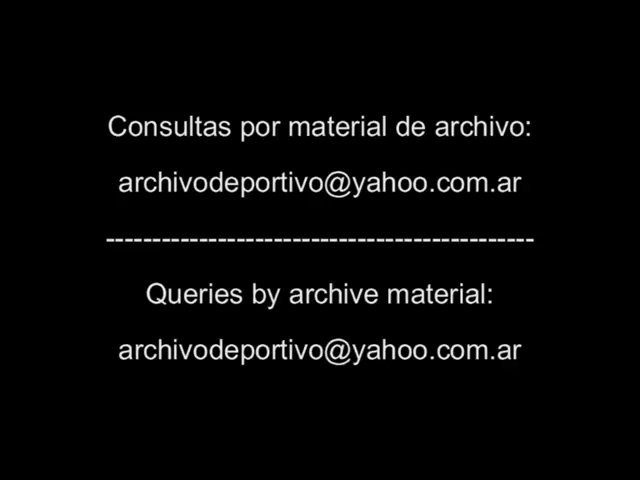 Consultas por material de archivo:
archivodeportivo@yahoo.com.ar
-----------------------------------------------
Queries by archive material:
archivodeportivo@yahoo.com.ar